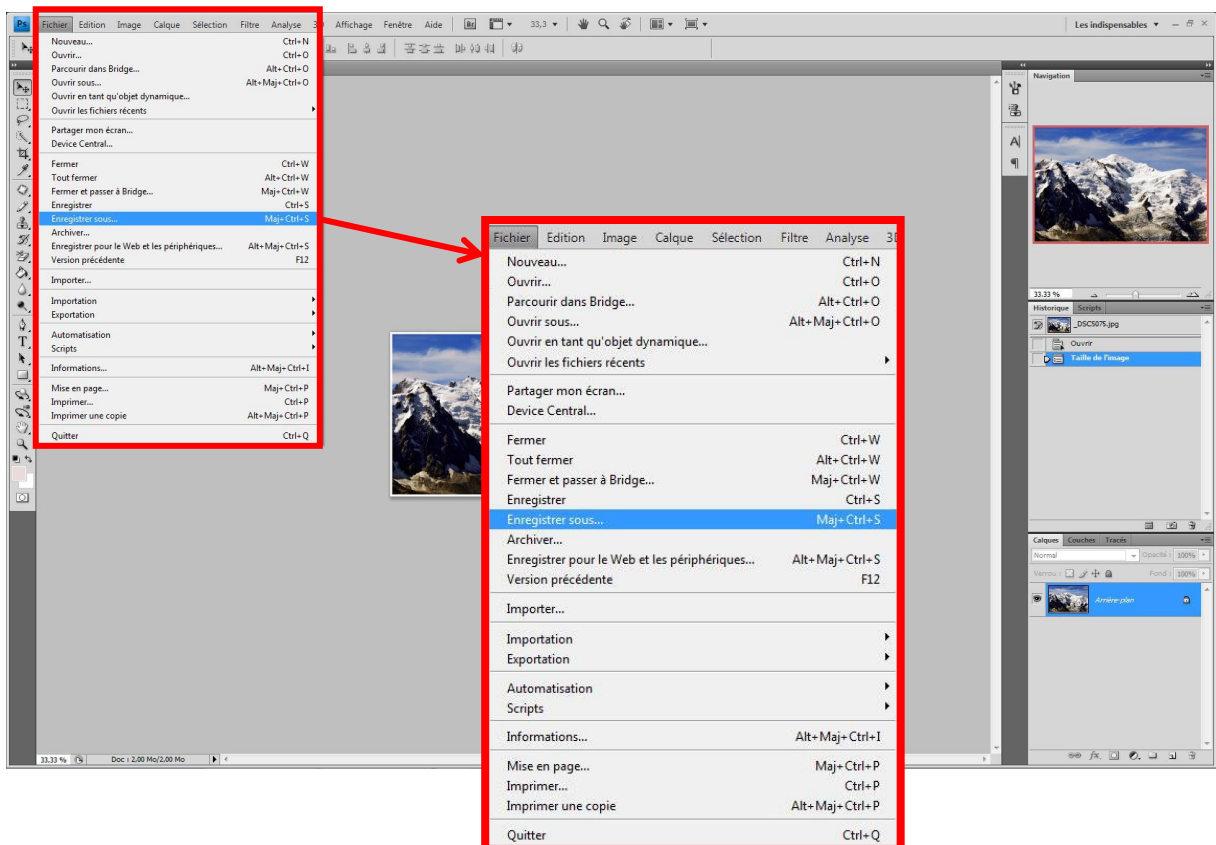 Ps Fichier Edition Image Calque Sélection Filtre Analyse 3D Affichage Fenêtre Aide Br 33,3 Les indispensables
Nouveau... Ctrl+N
Ouvrir... Ctrl+O
Parcourir dans Bridge... Alt+Ctrl+O
Ouvrir sous... Alt+Maj+Ctrl+O
Ouvrir en tant qu'objet dynamique...
Ouvrir les fichiers récents
Partager mon écran...
Device Central...
Fermer Ctrl+W
Tout fermer Alt+Ctrl+W
Fermer et passer à Bridge... Maj+Ctrl+W
Enregistrer Ctrl+S
Enregistrer sous... Maj+Ctrl+S
Archiver...
Enregistrer pour le Web et les périphériques... Alt+Maj+Ctrl+S
Version précédente F12
Importer...
Importation
Exportation
Automatisation
Scripts
Informations... Alt+Maj+Ctrl+I
Mise en page... Maj+Ctrl+P
Imprimer... Ctrl+P
Imprimer une copie Alt+Maj+Ctrl+P
Quitter Ctrl+Q
Fichier Edition Image Calque Sélection Filtre Analyse
Nouveau... Ctrl+N
Ouvrir... Ctrl+O
Parcourir dans Bridge... Alt+Ctrl+O
Ouvrir sous... Alt+Maj+Ctrl+O
Ouvrir en tant qu'objet dynamique...
Ouvrir les fichiers récents
Partager mon écran...
Device Central...
Fermer Ctrl+W
Tout fermer Alt+Ctrl+W
Fermer et passer à Bridge... Maj+Ctrl+W
Enregistrer Ctrl+S
Enregistrer sous... Maj+Ctrl+S
Archiver...
Enregistrer pour le Web et les périphériques... Alt+Maj+Ctrl+S
Version précédente F12
Importer...
Importation
Exportation
Automatisation
Scripts
Informations... Alt+Maj+Ctrl+I
Mise en page... Maj+Ctrl+P
Imprimer... Ctrl+P
Imprimer une copie Alt+Maj+Ctrl+P
Quitter Ctrl+Q
Navigation
33.33 %
Historique Scripts
_DSC5075.jpg
Ouvrir
Taille de l'image
Calques Couches Tracés
Normal Opacité : 100%
Verrou : Fond : 100%
Arrière-plan
33,33 % Doc : 2,00 Mo/2,00 Mo